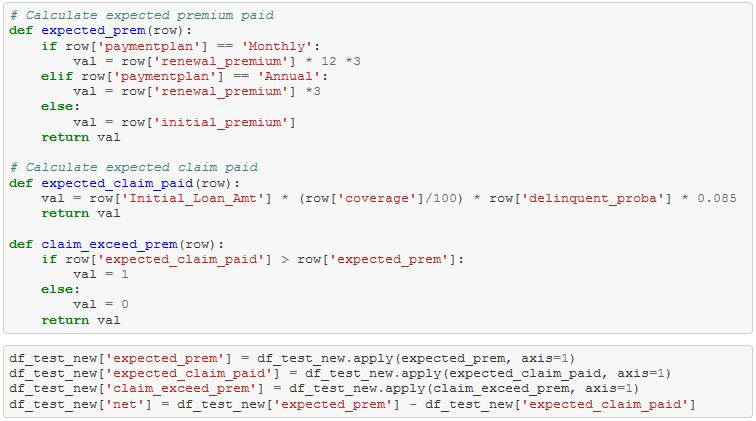 # Calculate expected premium paid
def expected_prem(row):
    if row['paymentplan'] == 'Monthly':
        val = row['renewal_premium'] * 12 *3
    elif row['paymentplan'] == 'Annual':
        val = row['renewal_premium'] *3
    else:
        val = row['initial_premium']
    return val

# Calculate expected claim paid
def expected_claim_paid(row):
    val = row['Initial_Loan_Amt'] * (row['coverage']/100) * row['delinquent_proba'] * 0.085
    return val

def claim_exceed_prem(row):
    if row['expected_claim_paid'] > row['expected_prem']:
        val = 1
    else:
        val = 0
    return val

df_test_new['expected_prem'] = df_test_new.apply(expected_prem, axis=1)
df_test_new['expected_claim_paid'] = df_test_new.apply(expected_claim_paid, axis=1)
df_test_new['claim_exceed_prem'] = df_test_new.apply(claim_exceed_prem, axis=1)
df_test_new['net'] = df_test_new['expected_prem'] - df_test_new['expected_claim_paid']